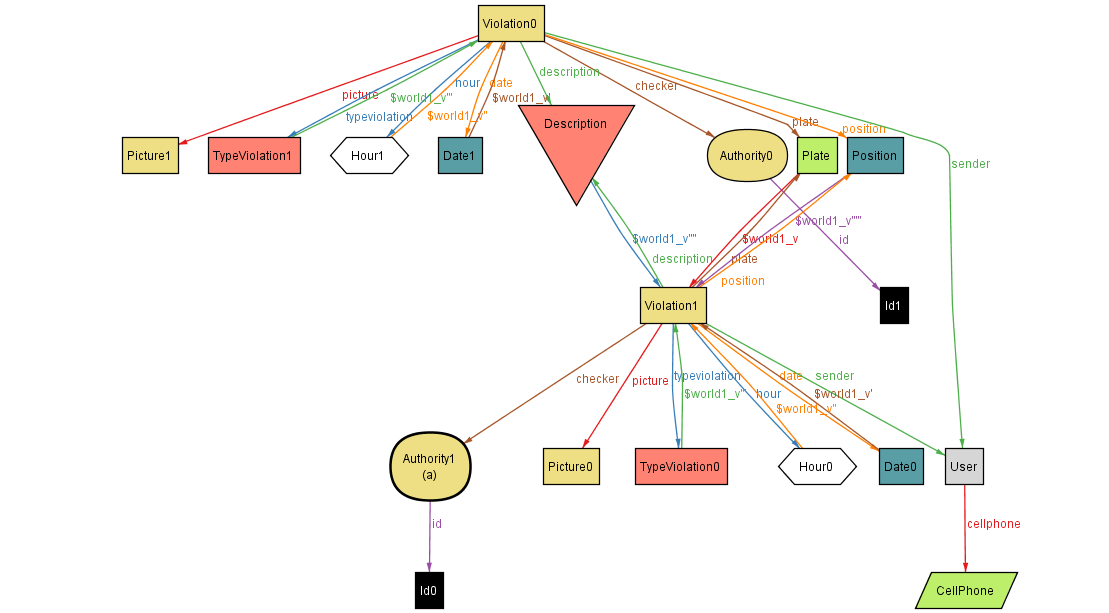 Violation0
description
hour
date
checker
picture
$world1_v'''
$world1_v'
typeviolation
$world1_v''
plate
position
Picture1
TypeViolation1
Hour1
Date1
Description
Authority0
Plate
Position
sender
$world1_v'''''
$world1_v''''
$world1_v
id
description
plate
position
Violation1
Id1
checker
picture
typeviolation
date
sender
$world1_v'''
hour
$world1_v'
$world1_v''
Authority1
(a)
Picture0
TypeViolation0
Hour0
Date0
User
id
cellphone
Id0
CellPhone